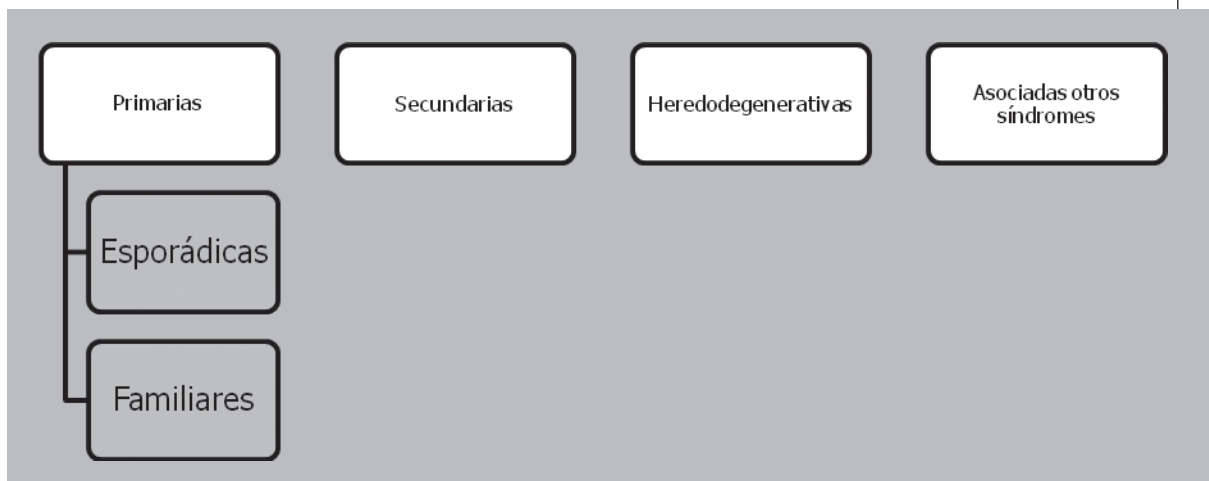 Primarias
Secundarias
Heredodegenerativas
Asociadas otros
síndromes
Esporádicas
Familiares